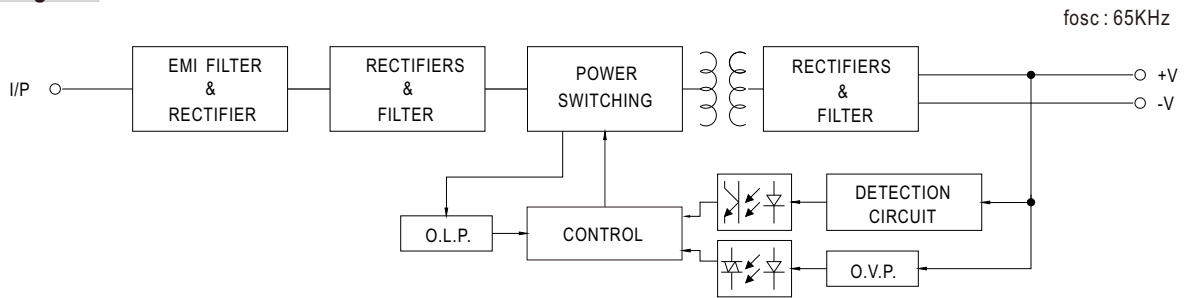 fosc : 65KHz
I/P
EMI FILTER
&
RECTIFIER
RECTIFIERS
&
FILTER
POWER
SWITCHING
RECTIFIERS
&
FILTER
+V
-V
DETECTION
CIRCUIT
O.L.P.
CONTROL
O.V.P.